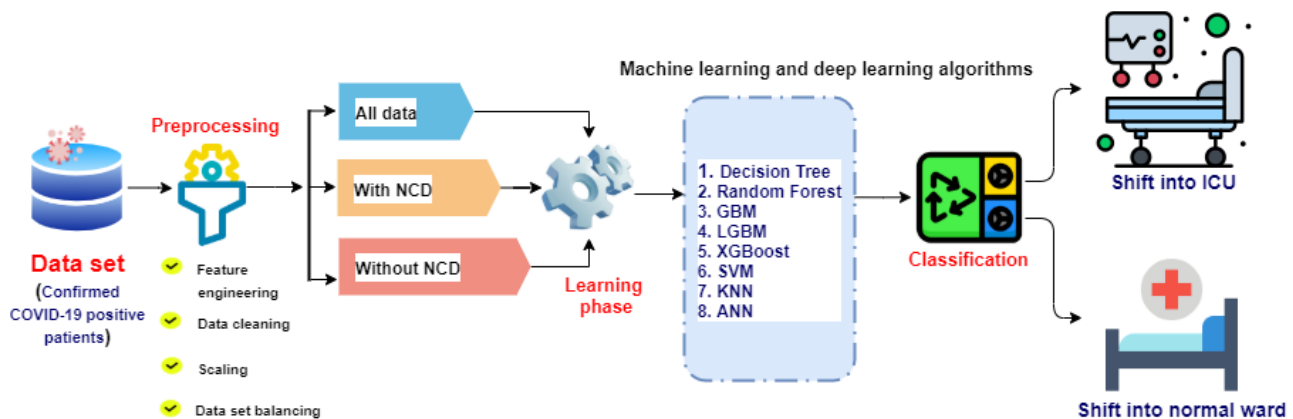 Data set
(Confirmed
COVID-19 positive
patients)
Preprocessing
Feature
engineering
Data cleaning
Scaling
Data set balancing
All data
With NCD
Without NCD
Learning
phase
Machine learning and deep learning algorithms
1. Decision Tree
2. Random Forest
3. GBM
4. LGBM
5. XGBoost
6. SVM
7. KNN
8. ANN
Classification
Shift into ICU
Shift into normal ward